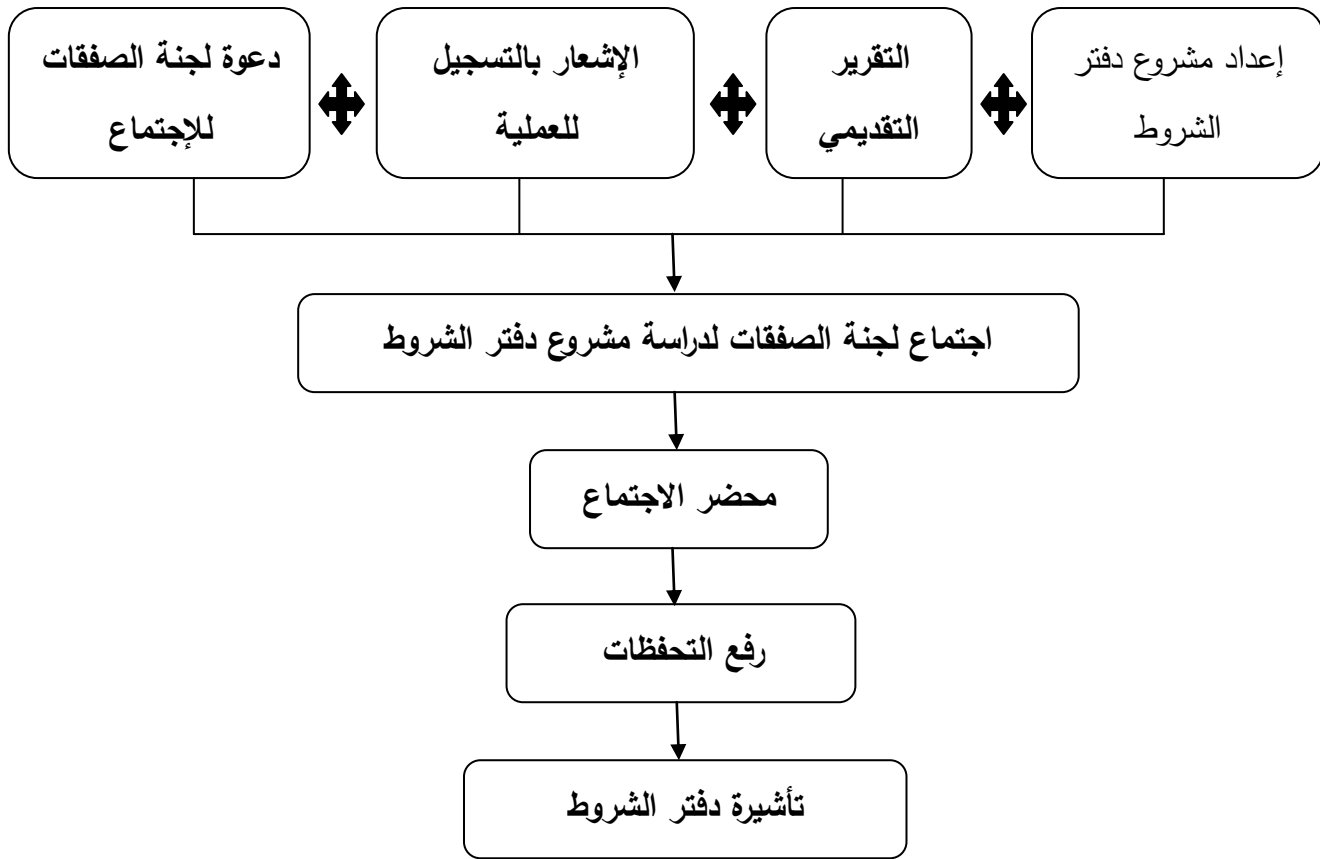 إعداد مشروع دفتر
الشروط
التقرير
التقديمي
الإشعار بالتسجيل
للعملية
دعوة لجنة الصفقات
للإجتماع
اجتماع لجنة الصفقات لدراسة مشروع دفتر الشروط
محضر الاجتماع
رفع التحفظات
تأشيرة دفتر الشروط